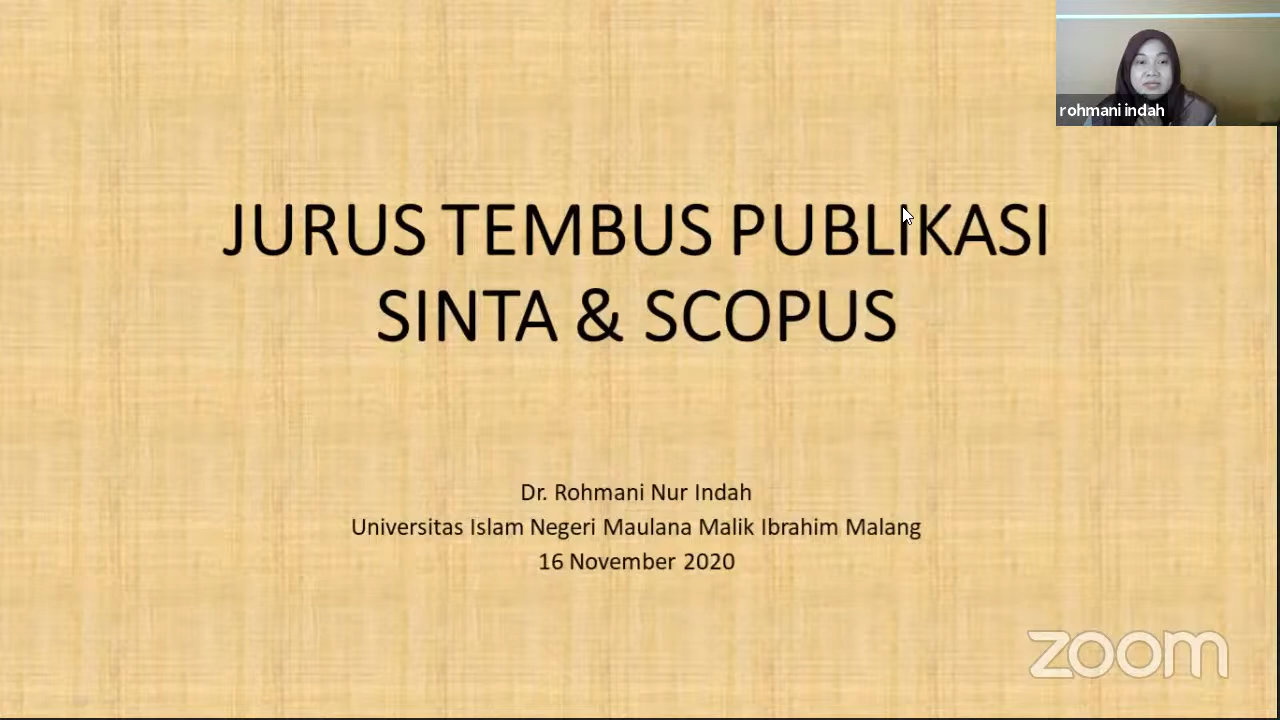 rohmani indah
JURUS TEMBUS PUBLIKASI
SINTA & SCOPUS
Dr. Rohmani Nur Indah
Universitas Islam Negeri Maulana Malik Ibrahim Malang
16 November 2020
zoom